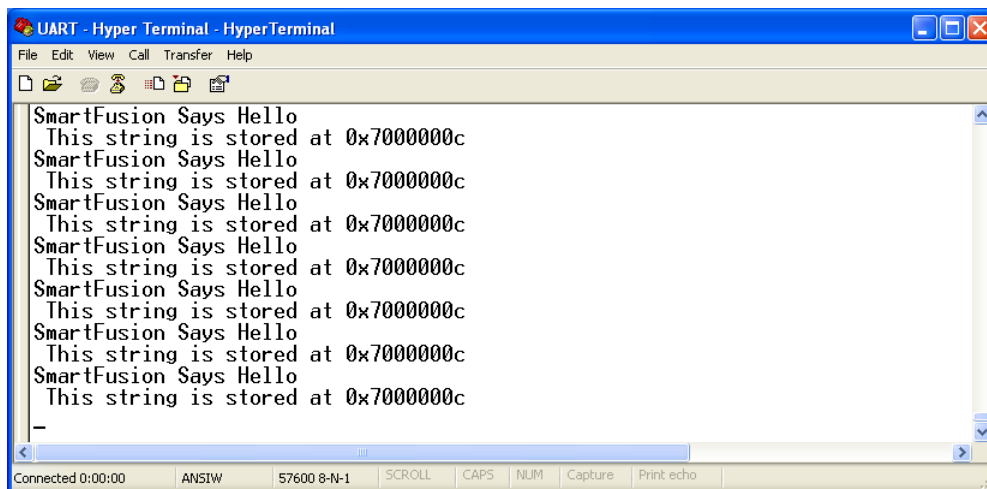 UART - Hyper Terminal - HyperTerminal
File Edit View Call Transfer Help
SmartFusion Says Hello
This string is stored at 0x7000000c
SmartFusion Says Hello
This string is stored at 0x7000000c
SmartFusion Says Hello
This string is stored at 0x7000000c
SmartFusion Says Hello
This string is stored at 0x7000000c
SmartFusion Says Hello
This string is stored at 0x7000000c
SmartFusion Says Hello
This string is stored at 0x7000000c
SmartFusion Says Hello
This string is stored at 0x7000000c
_
Connected 0:00:00 ANSIW 57600 8-N-1 SCROLL CAPS NUM Capture Print echo